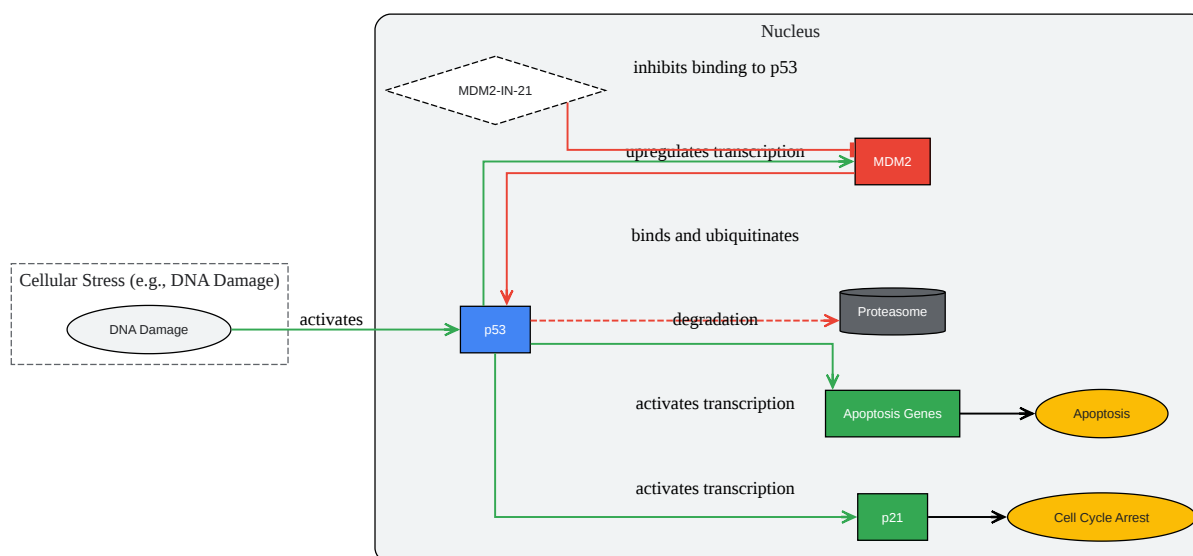 Nucleus
inhibits binding to p53
MDM2-IN-21
upregulates transcription
MDM2
binds and ubiquitinates
Cellular Stress (e.g., DNA Damage)
DNA Damage
activates
p53
degradation
Proteasome
activates transcription
Apoptosis Genes
Apoptosis
activates transcription
p21
Cell Cycle Arrest